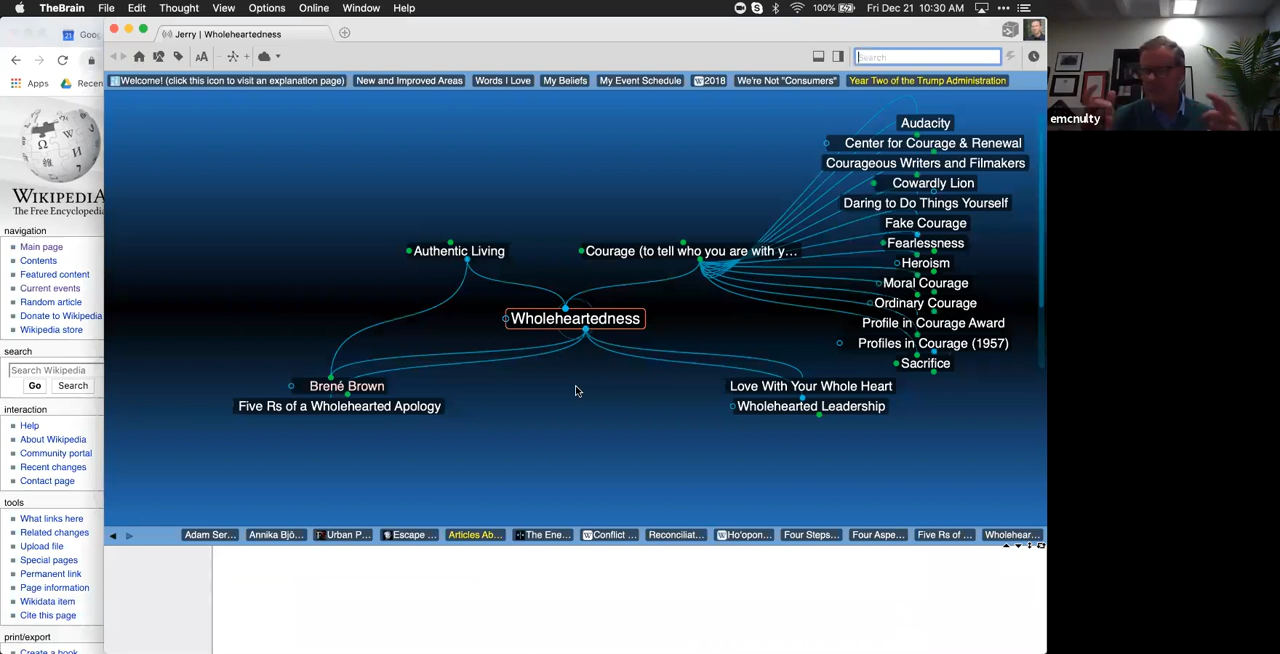 TheBrain File Edit Thought View Options Online Window Help 100% Fri Dec 21 10:30 AM
Jerry | Wholeheartedness
21 Goo
Apps Recen
AA
Search
Welcome! (click this icon to visit an explanation page) New and Improved Areas Words I Love My Beliefs My Event Schedule W 2018 We're Not "Consumers" Year Two of the Trump Administration
emcnulty
WIKIPEDIA
The Free Encyclopedia
navigation
Main page
Contents
Featured content
Current events
Random article
Donate to Wikipedia
Wikipedia store
search
Search Wikipedia
Go Search
interaction
Help
About Wikipedia
Community portal
Recent changes
Contact page
tools
What links here
Related changes
Upload file
Special pages
Permanent link
Page information
Wikidata item
Cite this page
print/export
Create a book
Authentic Living
Courage (to tell who you are with y...
Wholeheartedness
Brené Brown
Five Rs of a Wholehearted Apology
Love With Your Whole Heart
Wholehearted Leadership
Audacity
Center for Courage & Renewal
Courageous Writers and Filmakers
Cowardly Lion
Daring to Do Things Yourself
Fake Courage
Fearlessness
Heroism
Moral Courage
Ordinary Courage
Profile in Courage Award
Profiles in Courage (1957)
Sacrifice
Adam Ser... Annika Bjö... Urban P... Escape ... Articles Ab... The Ene... W Conflict ... Reconciliat... W Ho'opon... Four Steps... Four Aspe... Five Rs of ... Wholehear...